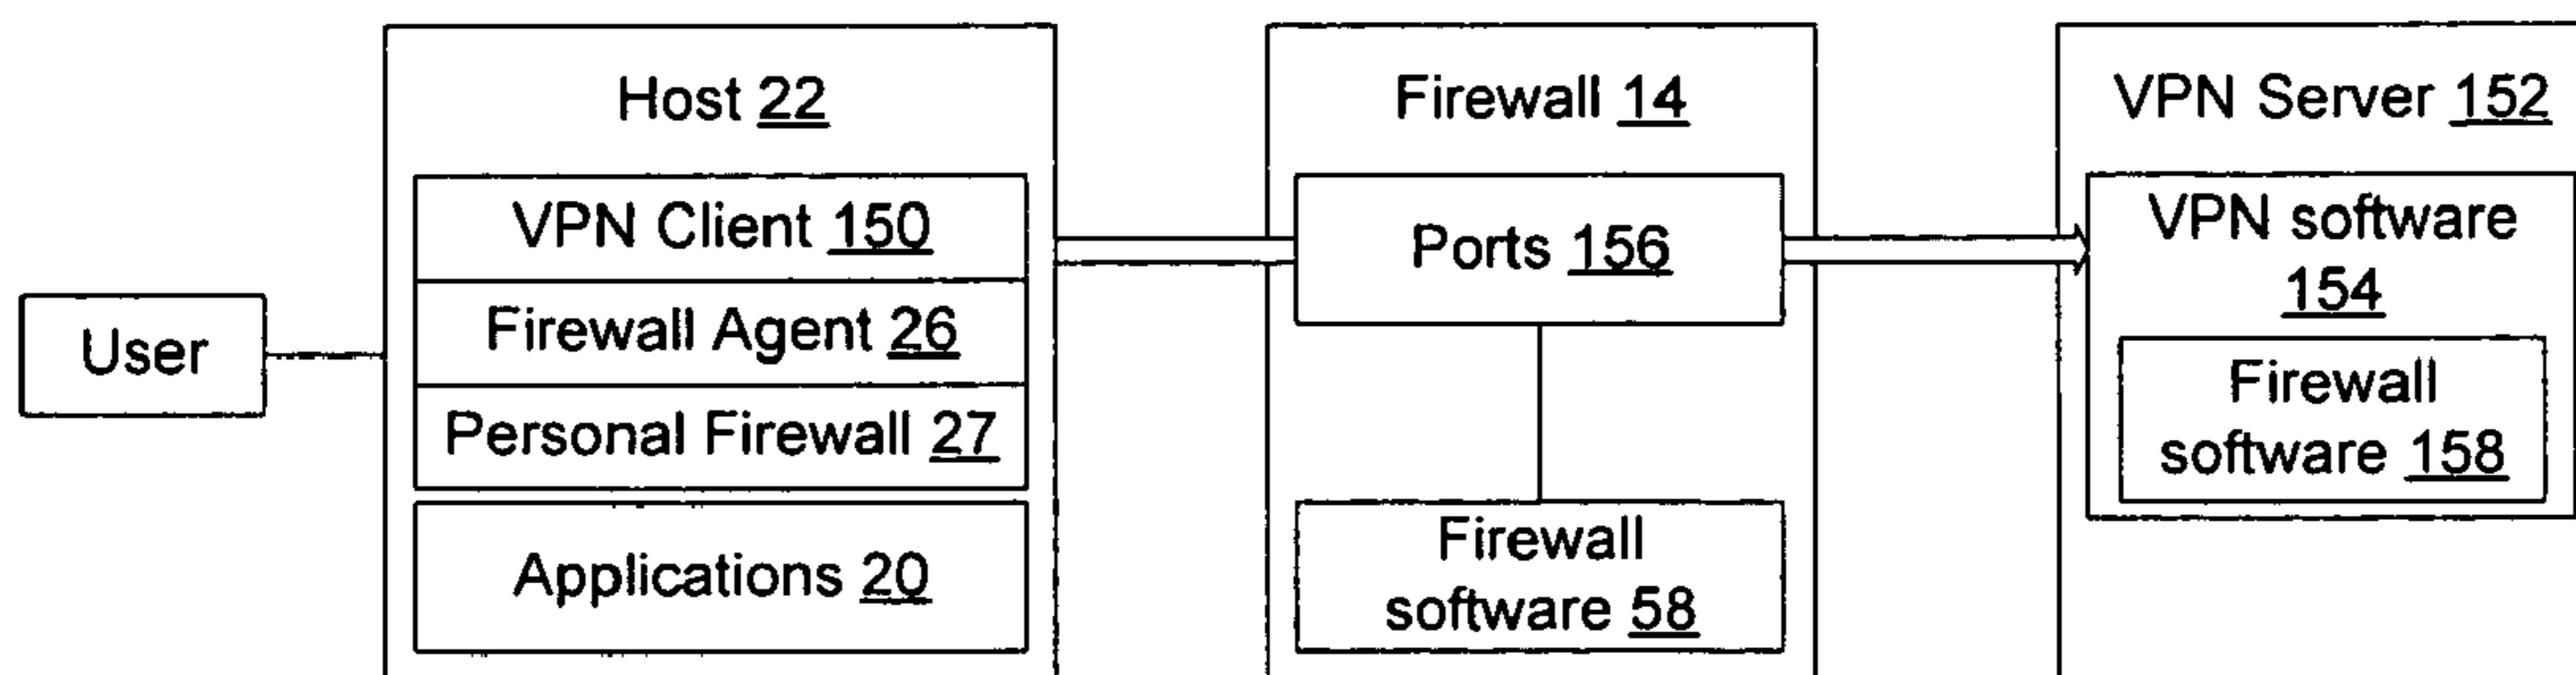 User
Host 22
VPN Client 150
Firewall Agent 26
Personal Firewall 27
Applications 20
Firewall 14
Ports 156
Firewall
software 58
VPN Server 152
VPN software
154
Firewall
software 158